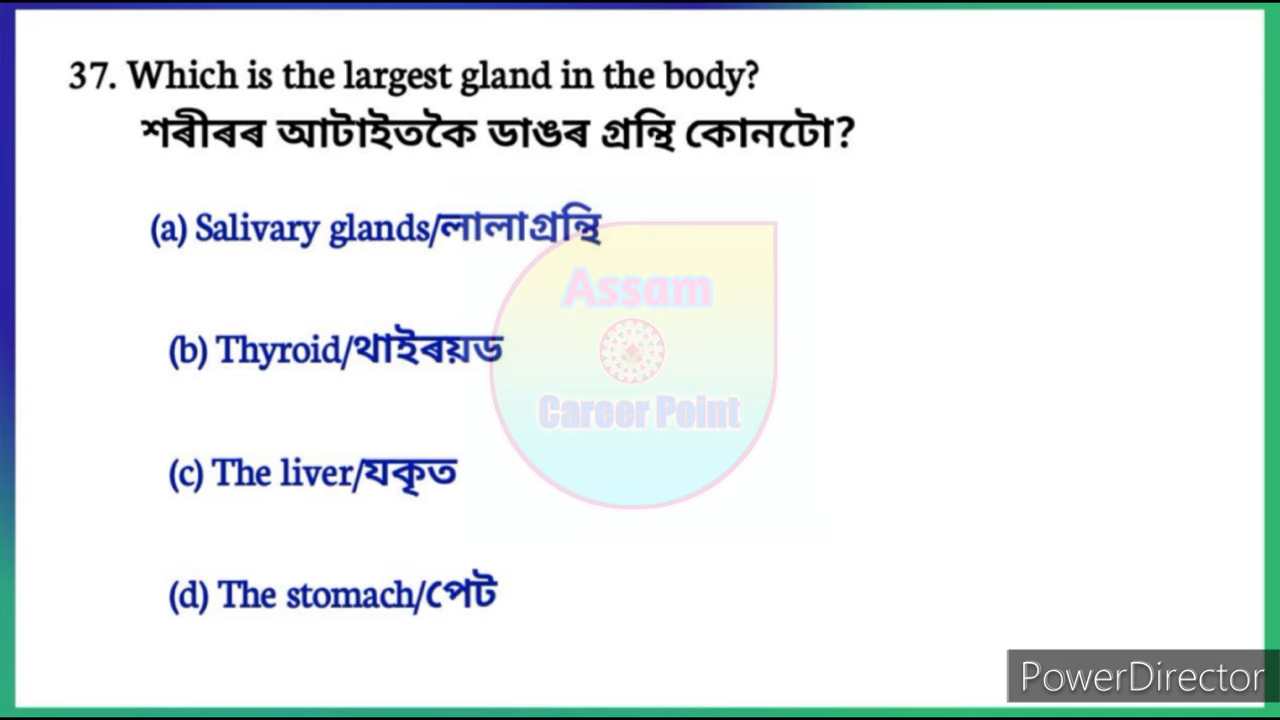 37. Which is the largest gland in the body?
শৰীৰৰ আটাইতকৈ ডাঙৰ গ্ৰন্থি কোনটো?
(a) Salivary glands/লালাগ্ৰন্থি
Assam
(b) Thyroid/থাইৰয়ড
Career Point
(c) The liver/যকৃত
(d) The stomach/পেট
PowerDirector